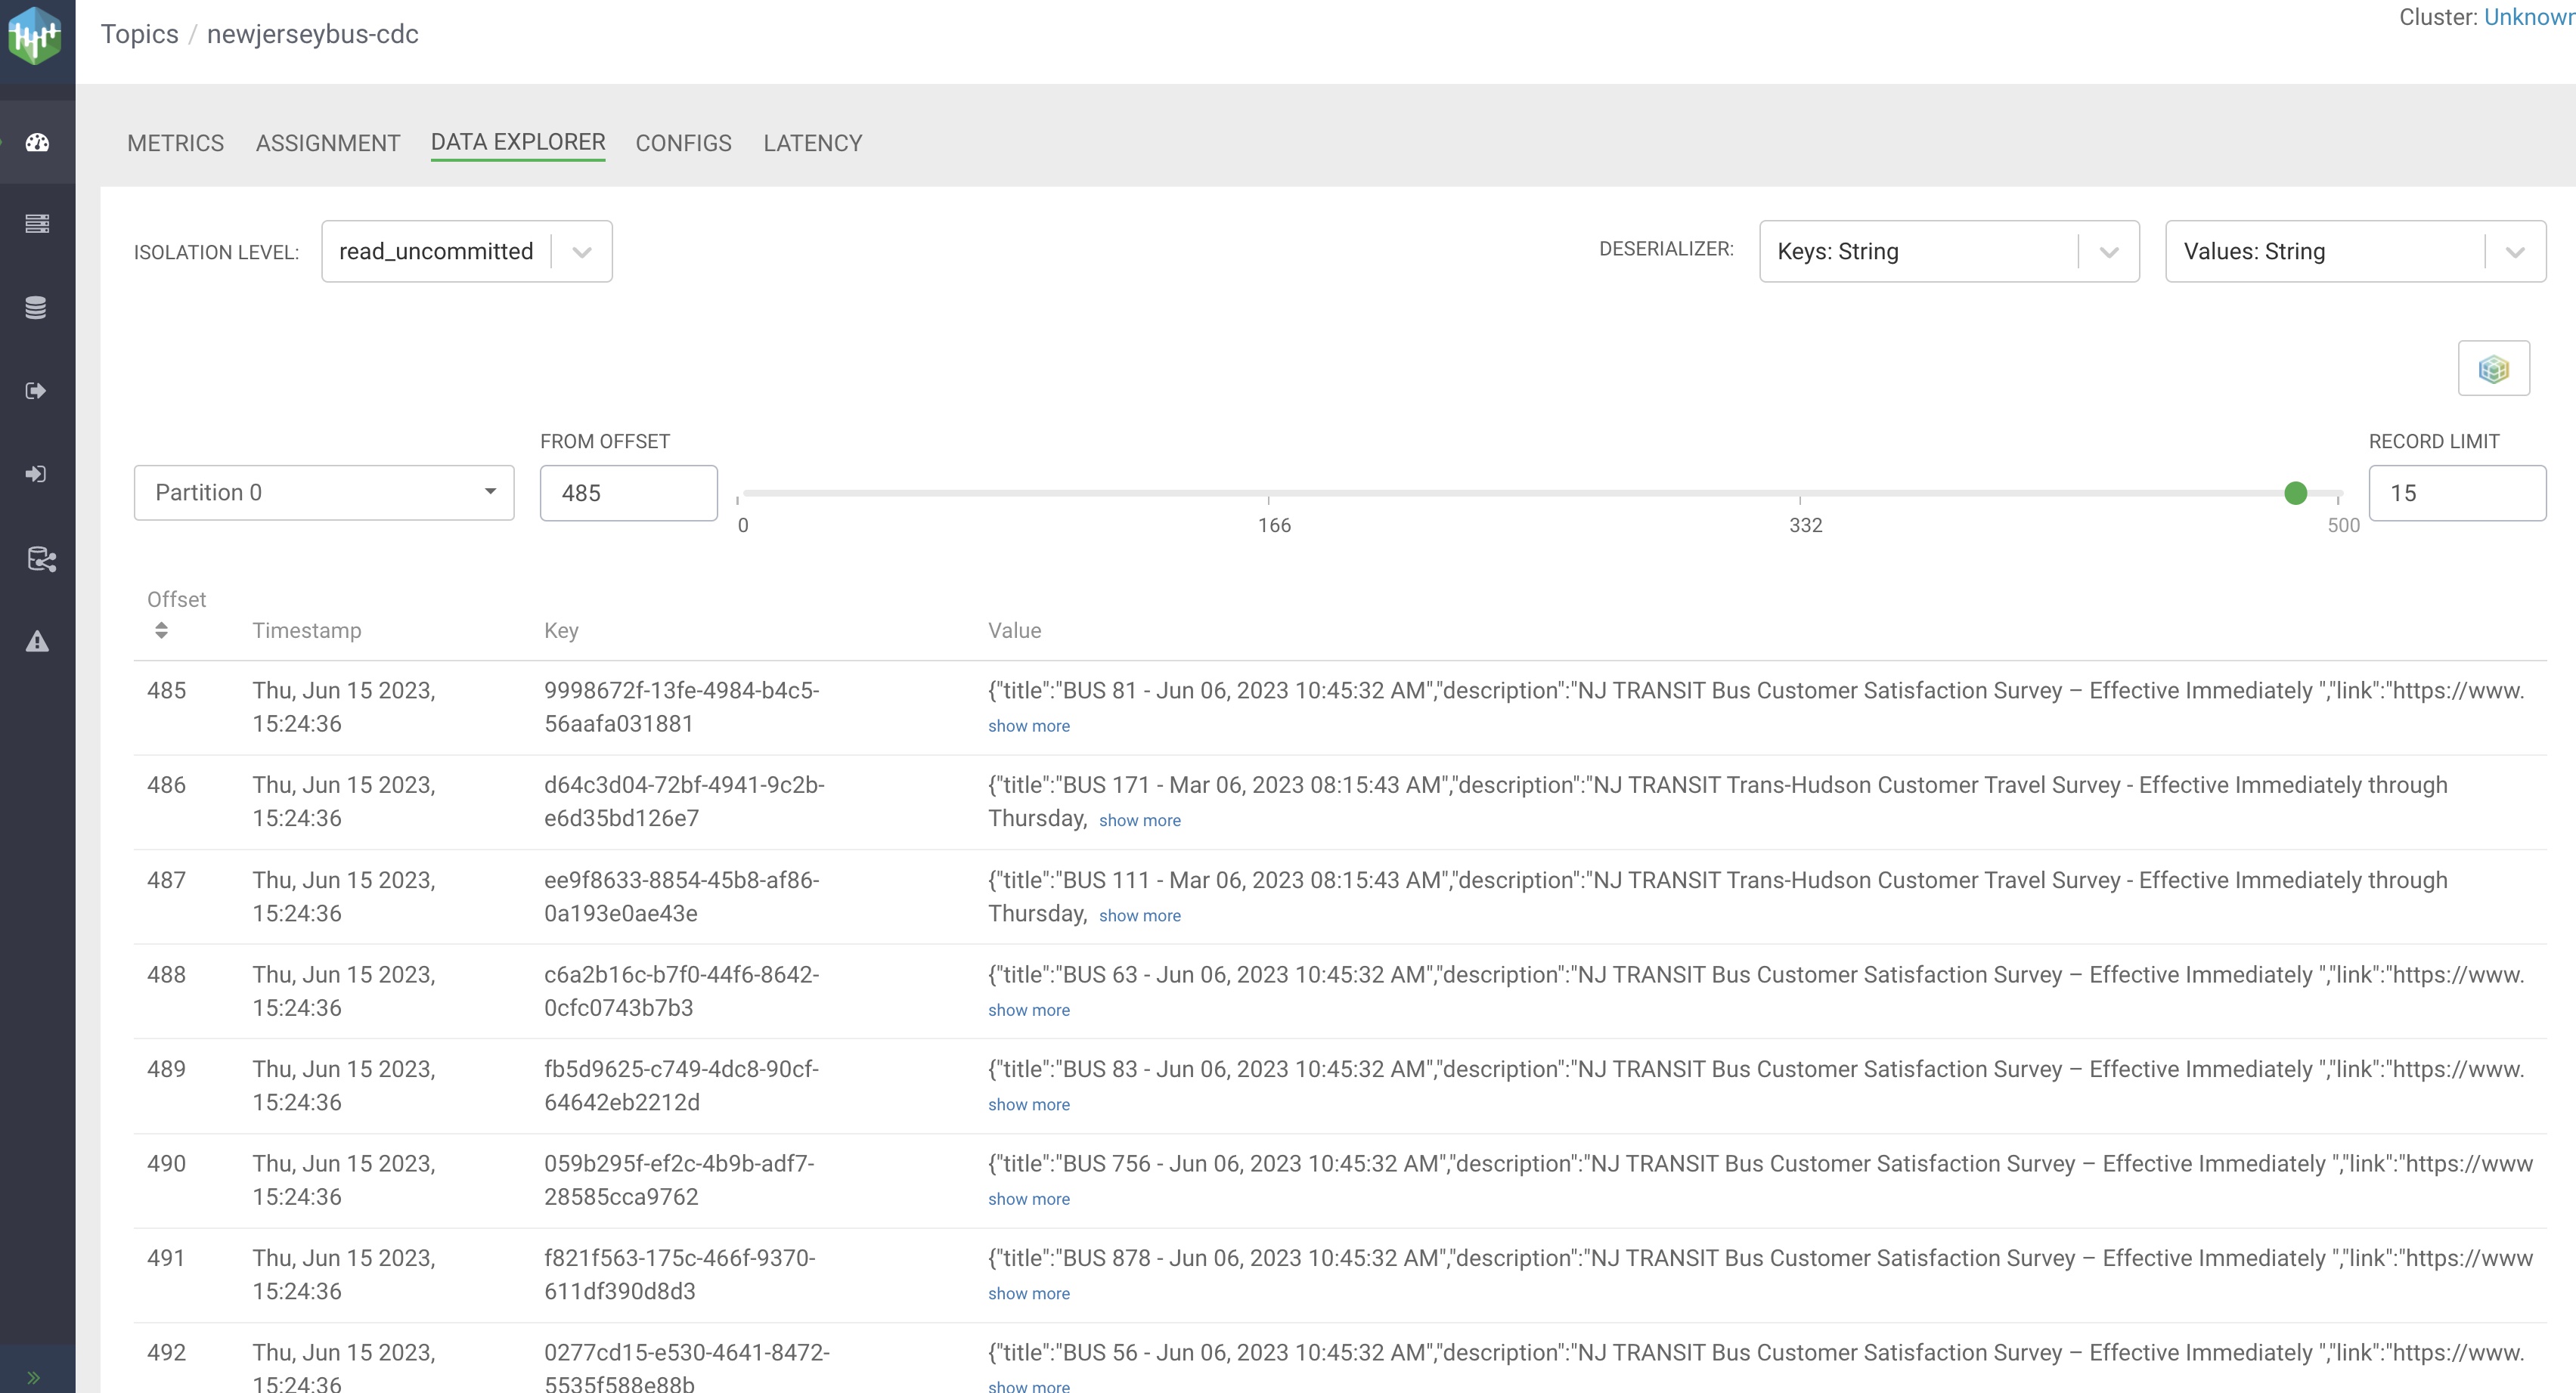 Topics / newjerseybus-cdc
Cluster: Unknown
METRICS ASSIGNMENT DATA EXPLORER CONFIGS LATENCY
ISOLATION LEVEL: read_uncommitted DESERIALIZER: Keys: String Values: String
FROM OFFSET RECORD LIMIT
Partition 0 485 15
0 166 332 500
Offset
Timestamp Key Value
485 Thu, Jun 15 2023, 9998672f-13fe-4984-b4c5- {"title":"BUS 81 - Jun 06, 2023 10:45:32 AM","description":"NJ TRANSIT Bus Customer Satisfaction Survey – Effective Immediately ","link":"https://www.
15:24:36 56aafa031881 show more
486 Thu, Jun 15 2023, d64c3d04-72bf-4941-9c2b- {"title":"BUS 171 - Mar 06, 2023 08:15:43 AM","description":"NJ TRANSIT Trans-Hudson Customer Travel Survey - Effective Immediately through
15:24:36 e6d35bd126e7 Thursday, show more
487 Thu, Jun 15 2023, ee9f8633-8854-45b8-af86- {"title":"BUS 111 - Mar 06, 2023 08:15:43 AM","description":"NJ TRANSIT Trans-Hudson Customer Travel Survey - Effective Immediately through
15:24:36 0a193e0ae43e Thursday, show more
488 Thu, Jun 15 2023, c6a2b16c-b7f0-44f6-8642- {"title":"BUS 63 - Jun 06, 2023 10:45:32 AM","description":"NJ TRANSIT Bus Customer Satisfaction Survey – Effective Immediately ","link":"https://www.
15:24:36 0cfc0743b7b3 show more
489 Thu, Jun 15 2023, fb5d9625-c749-4dc8-90cf- {"title":"BUS 83 - Jun 06, 2023 10:45:32 AM","description":"NJ TRANSIT Bus Customer Satisfaction Survey – Effective Immediately ","link":"https://www.
15:24:36 64642eb2212d show more
490 Thu, Jun 15 2023, 059b295f-ef2c-4b9b-adf7- {"title":"BUS 756 - Jun 06, 2023 10:45:32 AM","description":"NJ TRANSIT Bus Customer Satisfaction Survey – Effective Immediately ","link":"https://www
15:24:36 28585cca9762 show more
491 Thu, Jun 15 2023, f821f563-175c-466f-9370- {"title":"BUS 878 - Jun 06, 2023 10:45:32 AM","description":"NJ TRANSIT Bus Customer Satisfaction Survey – Effective Immediately ","link":"https://www
15:24:36 611df390d8d3 show more
492 Thu, Jun 15 2023, 0277cd15-e530-4641-8472- {"title":"BUS 56 - Jun 06, 2023 10:45:32 AM","description":"NJ TRANSIT Bus Customer Satisfaction Survey – Effective Immediately ","link":"https://www.
15:24:36 5535f588e88b show more